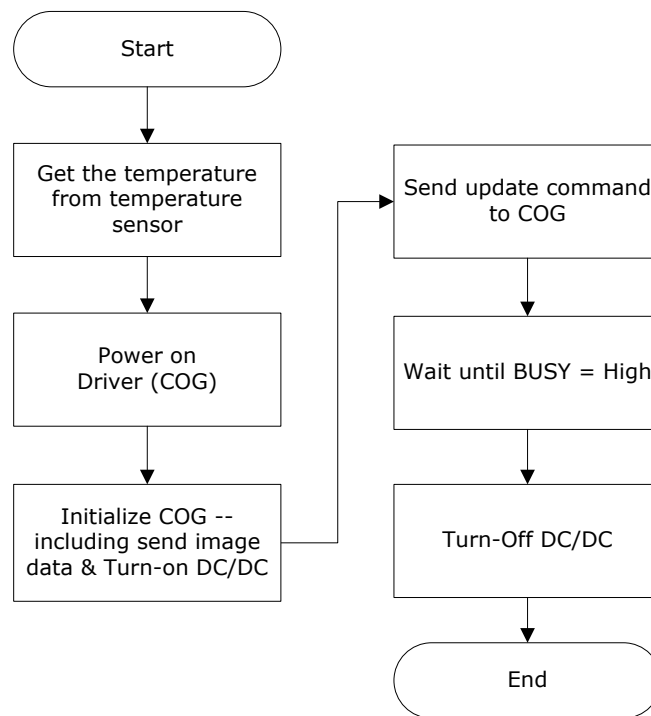 Start
Get the temperature
from temperature
sensor
Power on
Driver (COG)
Initialize COG --
including send image
data & Turn-on DC/DC
Send update command
to COG
Wait until BUSY = High
Turn-Off DC/DC
End